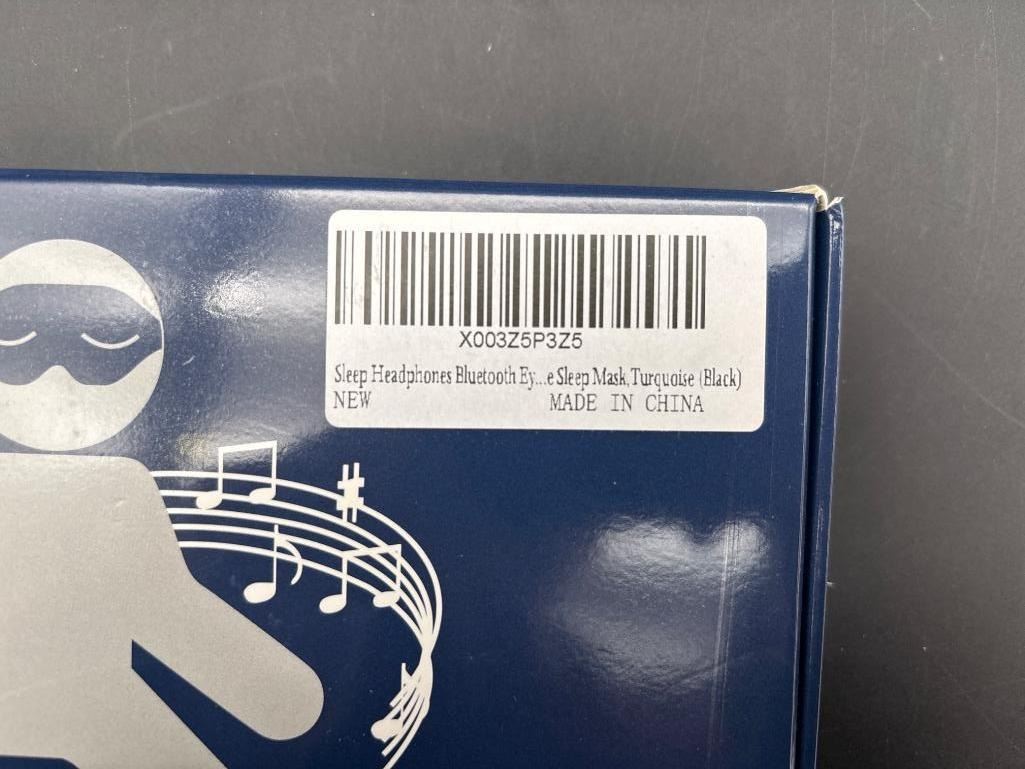 X003Z5P3Z5
Sleep Headphones Bluetooth Ey...e Sleep Mask,Turquoise (Black)
NEW MADE IN CHINA